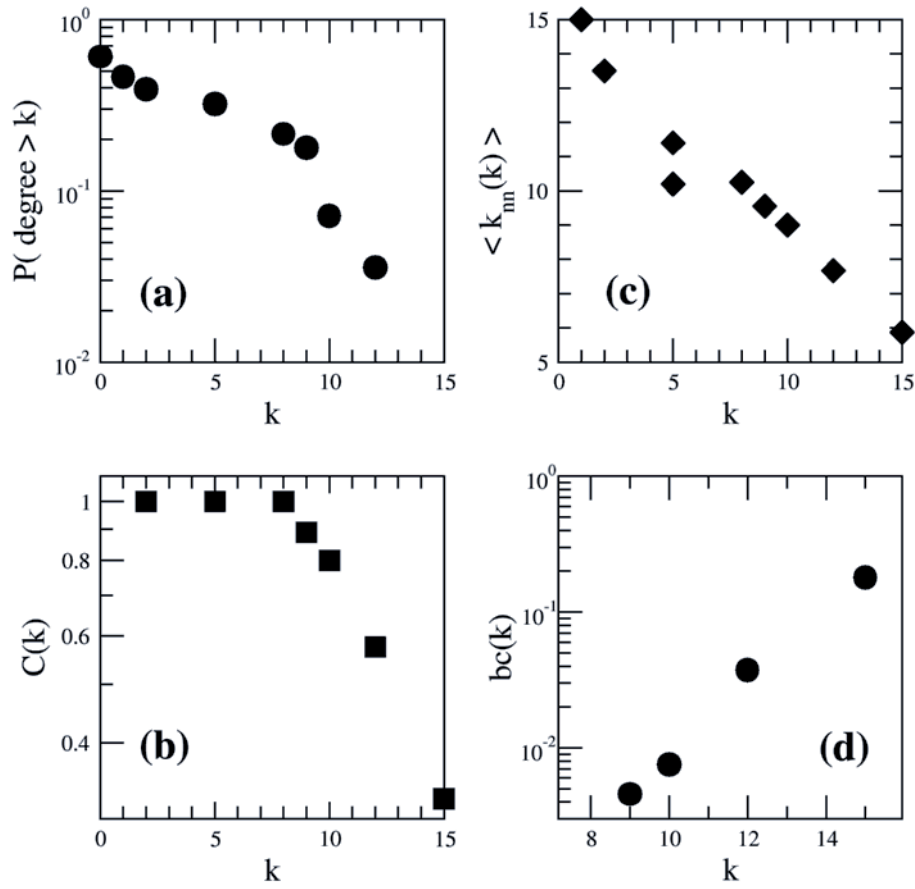 10^0
10^-1
10^-2
P( degree > k)
(a)
0 5 10 15
k
15
10
5
< k_nn(k) >
(c)
0 5 10 15
k
1
0.8
0.6
0.4
C(k)
(b)
0 5 10 15
k
10^0
10^-1
10^-2
bc(k)
(d)
8 10 12 14
k